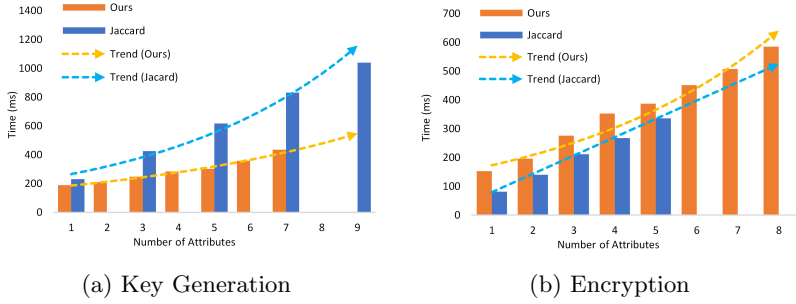 1400
1200
1000
800
600
400
200
0
Time (ms)
Ours
Jaccard
Trend (Ours)
Trend (Jacard)
1 2 3 4 5 6 7 8 9
Number of Attributes
(a) Key Generation
700
600
500
400
300
200
100
0
Time (ms)
Ours
Jaccard
Trend (Ours)
Trend (Jaccard)
1 2 3 4 5 6 7 8
Number of Attributes
(b) Encryption